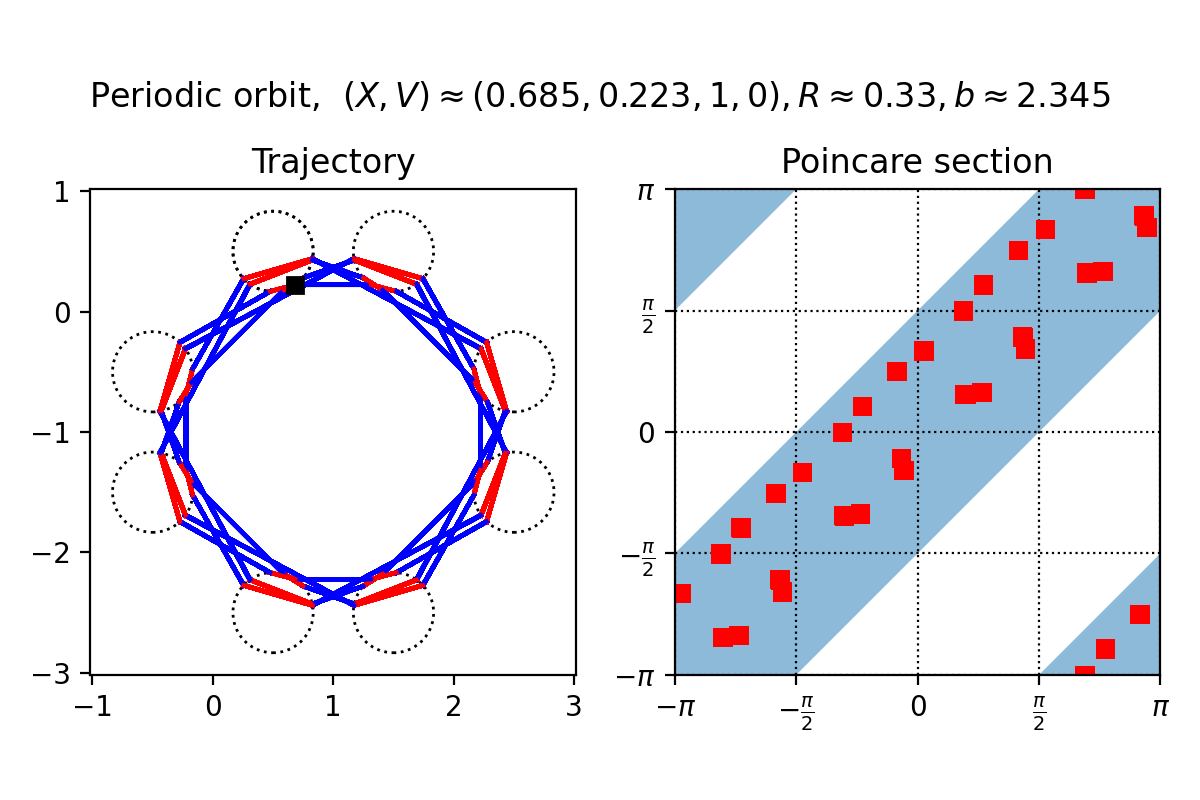 Periodic orbit, (X, V) ≈ (0.685, 0.223, 1, 0), R ≈ 0.33, b ≈ 2.345
Trajectory
Poincare section
1
0
−1
−2
−3
−1
0
1
2
3
π
π/2
0
−π/2
−π
−π
−π/2
0
π/2
π